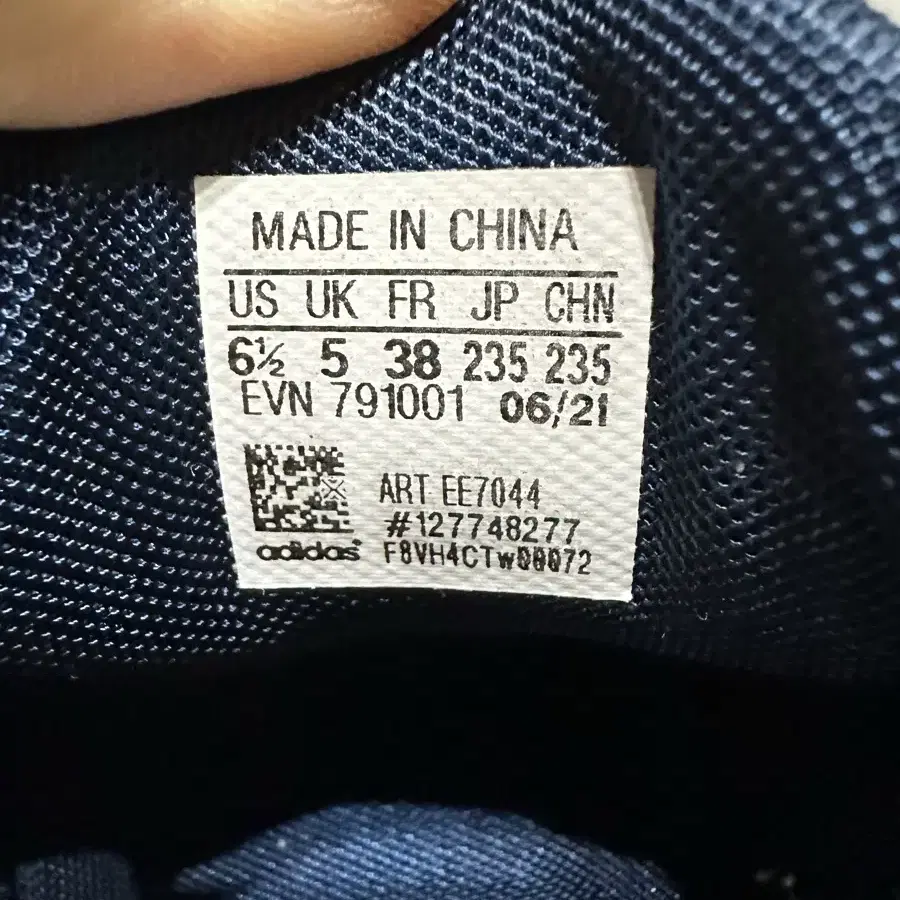 MADE IN CHINA
US UK FR JP CHN
6½ 5 38 235 235
EVN 791001 06/21
ART EE7044
#127748277
adidas F8VH4CTw00072